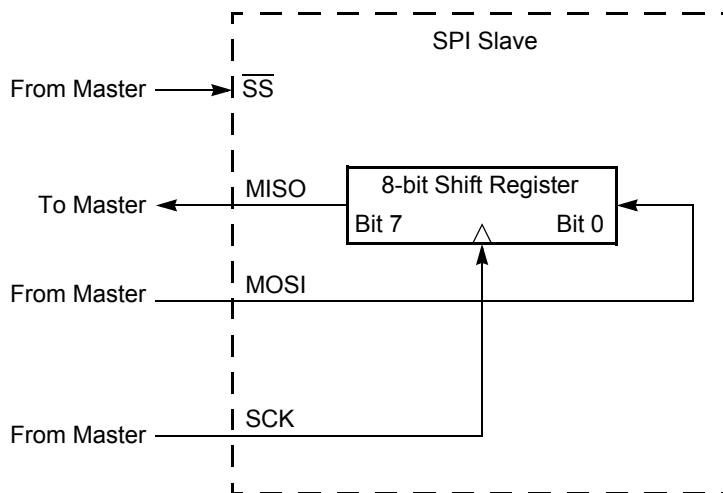 SPI Slave
From Master
SS
To Master
MISO
8-bit Shift Register
Bit 7
Bit 0
From Master
MOSI
From Master
SCK